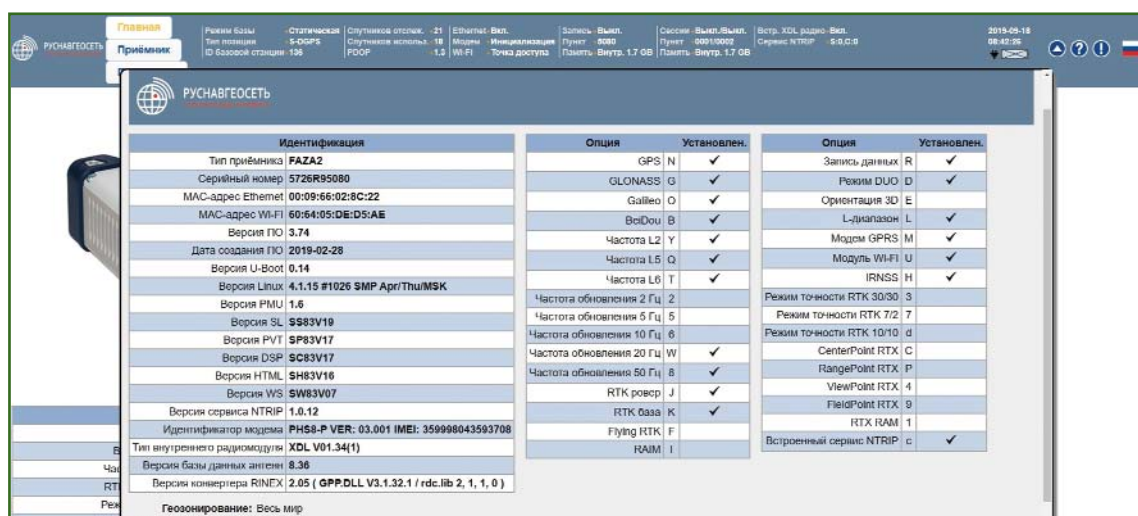 РУСНАВГЕОСЕТЬ
Главная
Приёмник
Режим базы -Статическая
Тип позиции -S-DGPS
ID базовой станции -136
Спутников отслеж. -21
Спутников использ. -18
PDOP -1,3
Ethernet -Вкл.
Модем -Инициализация
WI-FI -Точка доступа
Запись -Выкл.
Пункт -5080
Память -Внутр. 1.7 GB
Сессии -Выкл./Выкл.
Пункт -0001/0002
Память -Внутр. 1.7 GB
Встр. XDL радио -Вкл.
Сервис NTRIP -S:0,C:0
2019-09-18
08:42:26
РУСНАВГЕОСЕТЬ
Идентификация
Тип приёмника FAZA2
Серийный номер 5726R95080
MAC-адрес Ethernet 00:09:66:02:8C:22
MAC-адрес WI-FI 60:64:05:DE:D5:AE
Версия ПО 3.74
Дата создания ПО 2019-02-28
Версия U-Boot 0.14
Версия Linux 4.1.15 #1026 SMP Apr/Thu/MSK
Версия PMU 1.6
Версия SL SS83V19
Версия PVT SP83V17
Версия DSP SC83V17
Версия HTML SH83V16
Версия WS SW83V07
Версия сервиса NTRIP 1.0.12
Идентификатор модема PHS8-P VER: 03.001 IMEI: 359998043593708
Тип внутреннего радиомодуля XDL V01.34(1)
Версия базы данных антенн 8.36
Версия конвертера RINEX 2.05 ( GPP.DLL V3.1.32.1 / rdc.lib 2, 1, 1, 0 )
Опция Установлен.
GPS N ✓
GLONASS G ✓
Galileo O ✓
BeiDou B ✓
Частота L2 Y ✓
Частота L5 Q ✓
Частота L6 T ✓
Частота обновления 2 Гц 2
Частота обновления 5 Гц 5
Частота обновления 10 Гц 6
Частота обновления 20 Гц W ✓
Частота обновления 50 Гц 8 ✓
RTK ровер J ✓
RTK база K ✓
Flying RTK F
RAIM I
Опция Установлен.
Запись данных R ✓
Режим DUO D ✓
Ориентация 3D E
L-диапазон L ✓
Модем GPRS M ✓
Модуль WI-FI U ✓
IRNSS H ✓
Режим точности RTK 30/30 3
Режим точности RTK 7/2 7
Режим точности RTK 10/10 d
CenterPoint RTX C
RangePoint RTX P
ViewPoint RTX 4
FieldPoint RTX 9
RTX RAM 1
Встроенный сервис NTRIP c ✓
В
Час
RT
Реж
Геозонирование: Весь мир